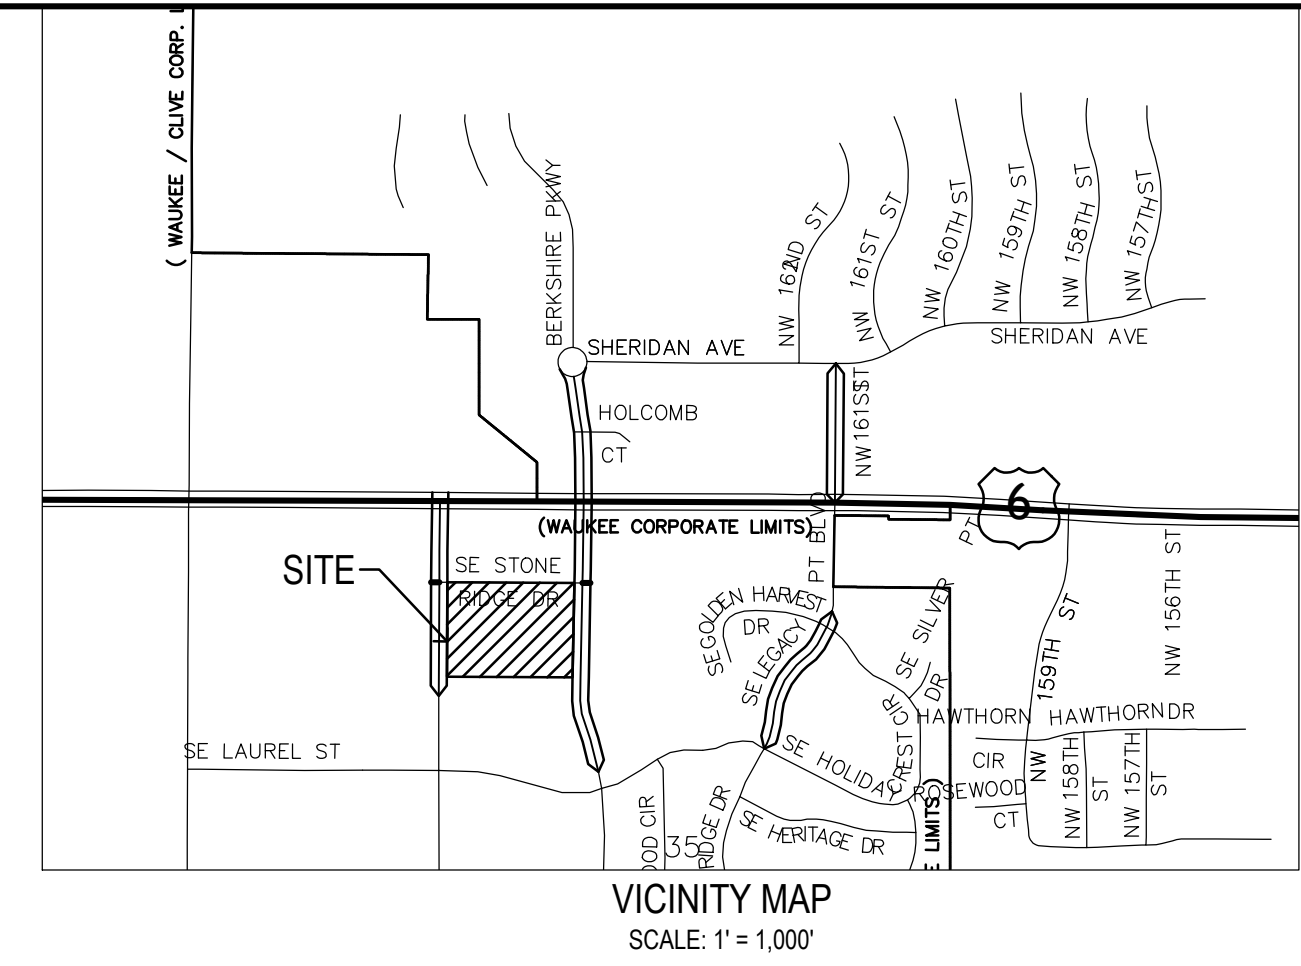 ( WAUKEE / CLIVE CORP.
BERKSHIRE PKWY
NW 162ND ST
NW 161ST ST
NW 160TH ST
NW 159TH ST
NW 158TH ST
NW 157TH ST
SHERIDAN AVE
SHERIDAN AVE
HOLCOMB
CT
NW 161ST ST
6
(WAUKEE CORPORATE LIMITS)
PT BLVD
PT
SITE
SE STONE
RIDGE DR
SE GOLDEN HARVEST
DR
SE LEGACY
SE SILVER
DR
CREST CIR
159TH ST
NW
NW 156TH ST
HAWTHORN
CIR
HAWTHORN DR
SE LAUREL ST
SE HOLIDAY
ROSEWOOD
CT
NW 158TH
ST
NW 157TH
ST
OOD CIR
35
RIDGE DR
SE HERITAGE DR
E LIMITS )
VICINITY MAP
SCALE: 1' = 1,000'